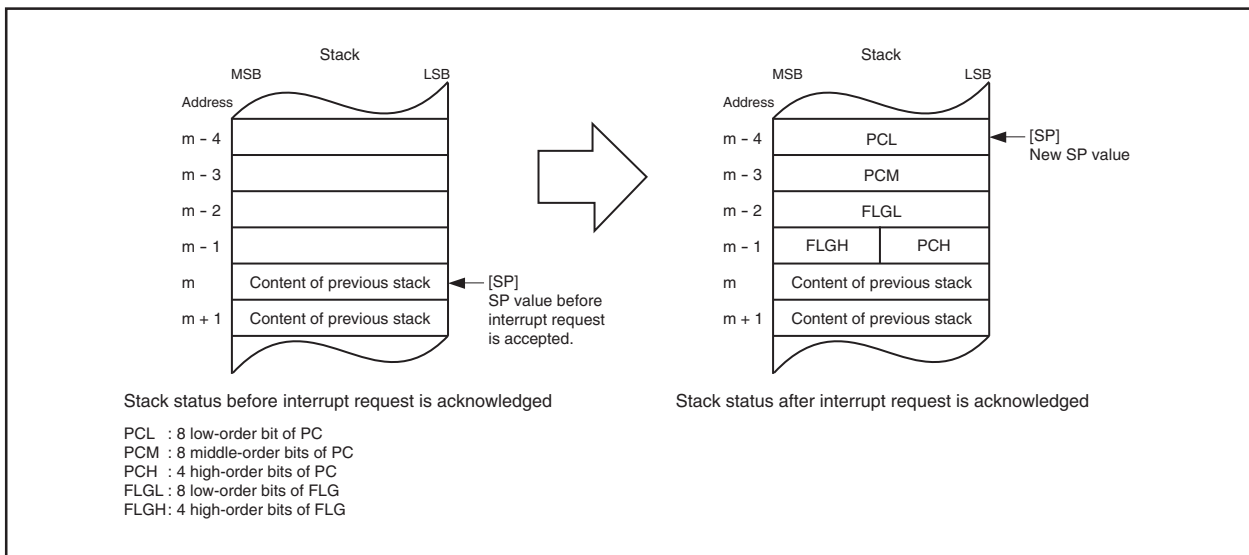 Stack
MSB LSB
Address
m - 4
m - 3
m - 2
m - 1
m Content of previous stack [SP]
SP value before
interrupt request
is accepted.
m + 1 Content of previous stack
Stack status before interrupt request is acknowledged
PCL : 8 low-order bit of PC
PCM : 8 middle-order bits of PC
PCH : 4 high-order bits of PC
FLGL : 8 low-order bits of FLG
FLGH: 4 high-order bits of FLG
Stack
MSB LSB
Address
m - 4 PCL [SP]
New SP value
m - 3 PCM
m - 2 FLGL
m - 1 FLGH PCH
m Content of previous stack
m + 1 Content of previous stack
Stack status after interrupt request is acknowledged